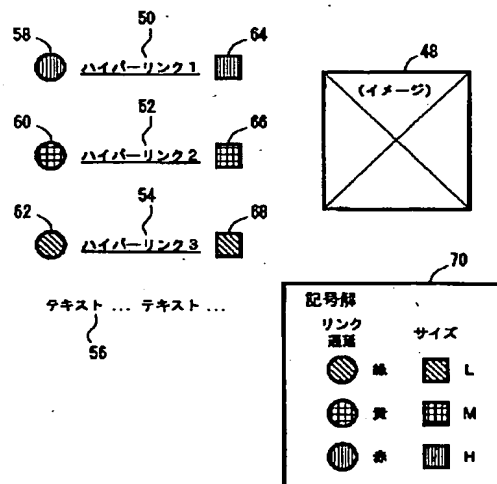 58 50 64
ハイパーリンク1
60 52 66
ハイパーリンク2
62 54 68
ハイパーリンク3
テキスト ... テキスト ...
56
48
(イメージ)
70
記号解
リンク遅延 サイズ
緑 L
黄 M
赤 H